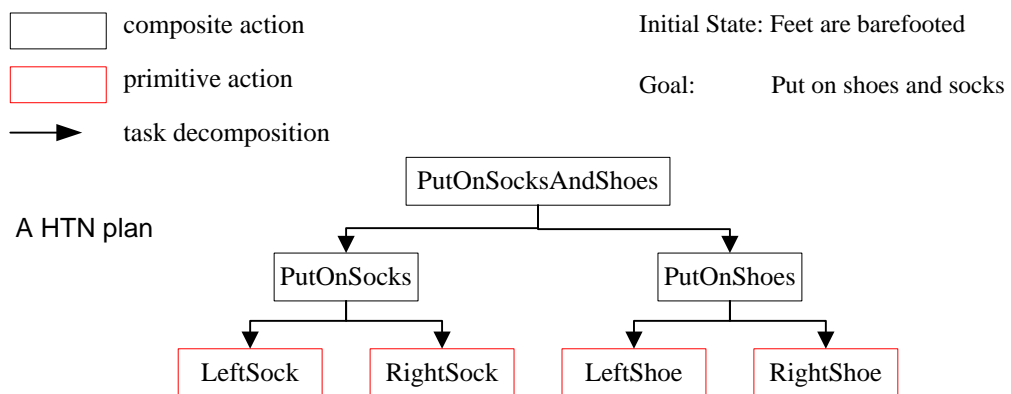 composite action
Initial State: Feet are barefooted
primitive action
Goal: Put on shoes and socks
task decomposition
PutOnSocksAndShoes
A HTN plan
PutOnSocks PutOnShoes
LeftSock RightSock LeftShoe RightShoe